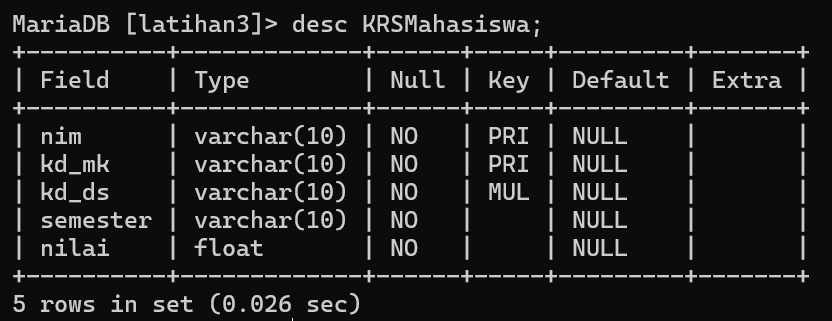 MariaDB [latihan3]> desc KRSMahasiswa;
+----------+-------------+------+-----+---------+-------+
| Field    | Type        | Null | Key | Default | Extra |
+----------+-------------+------+-----+---------+-------+
| nim      | varchar(10) | NO   | PRI | NULL    |       |
| kd_mk    | varchar(10) | NO   | PRI | NULL    |       |
| kd_ds    | varchar(10) | NO   | MUL | NULL    |       |
| semester | varchar(10) | NO   |     | NULL    |       |
| nilai    | float       | NO   |     | NULL    |       |
+----------+-------------+------+-----+---------+-------+
5 rows in set (0.026 sec)